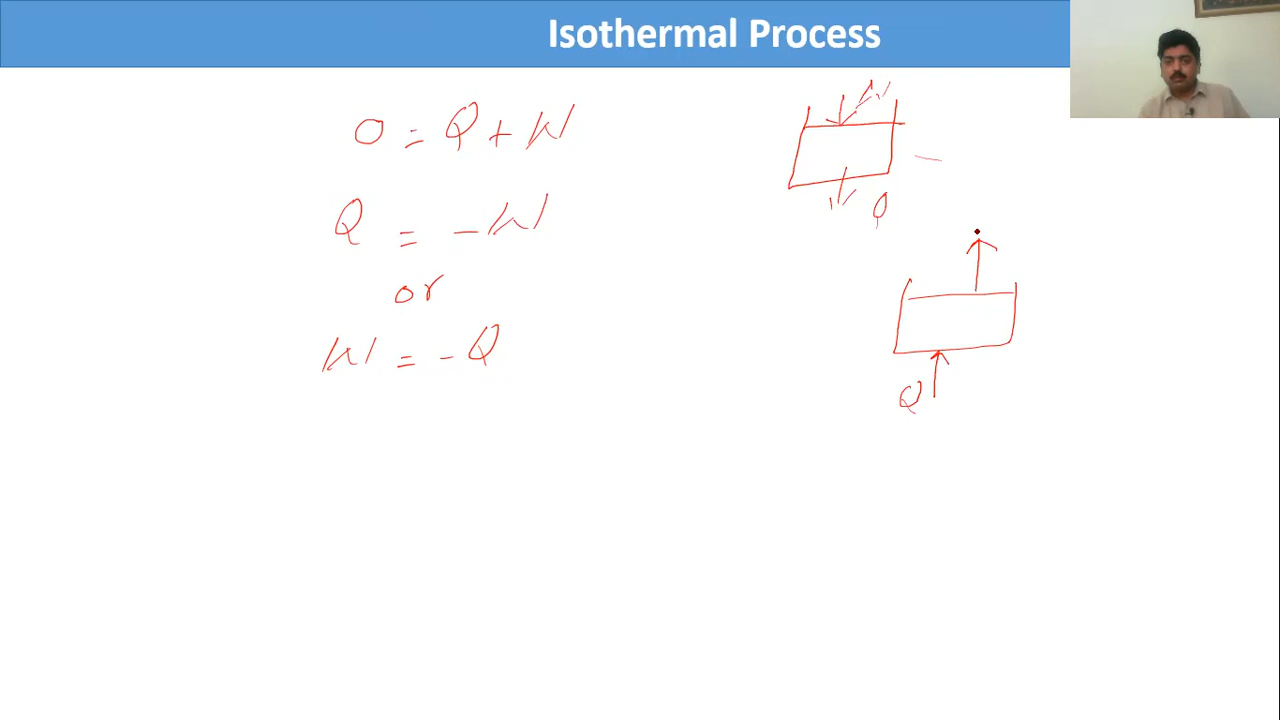 Isothermal Process
0 = Q + W
Q = - W
or
W = - Q
W
Q
Q